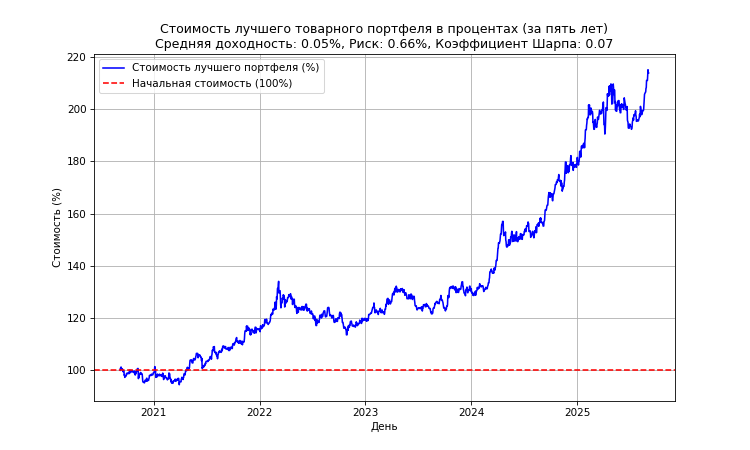 Стоимость лучшего товарного портфеля в процентах (за пять лет)
Средняя доходность: 0.05%, Риск: 0.66%, Коэффициент Шарпа: 0.07
Стоимость лучшего портфеля (%)
Начальная стоимость (100%)
Стоимость (%)
220
200
180
160
140
120
100
2021
2022
2023
2024
2025
День